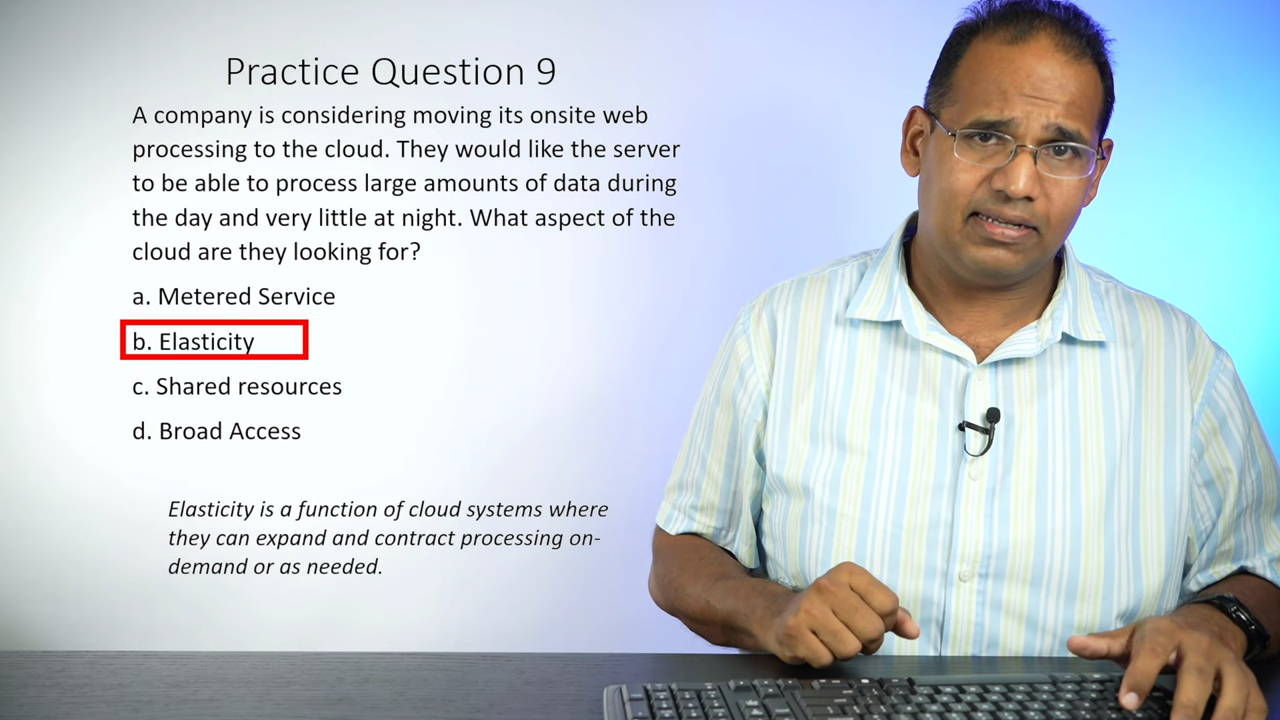 Practice Question 9
A company is considering moving its onsite web
processing to the cloud. They would like the server
to be able to process large amounts of data during
the day and very little at night. What aspect of the
cloud are they looking for?
a. Metered Service
b. Elasticity
c. Shared resources
d. Broad Access
Elasticity is a function of cloud systems where
they can expand and contract processing on-
demand or as needed.